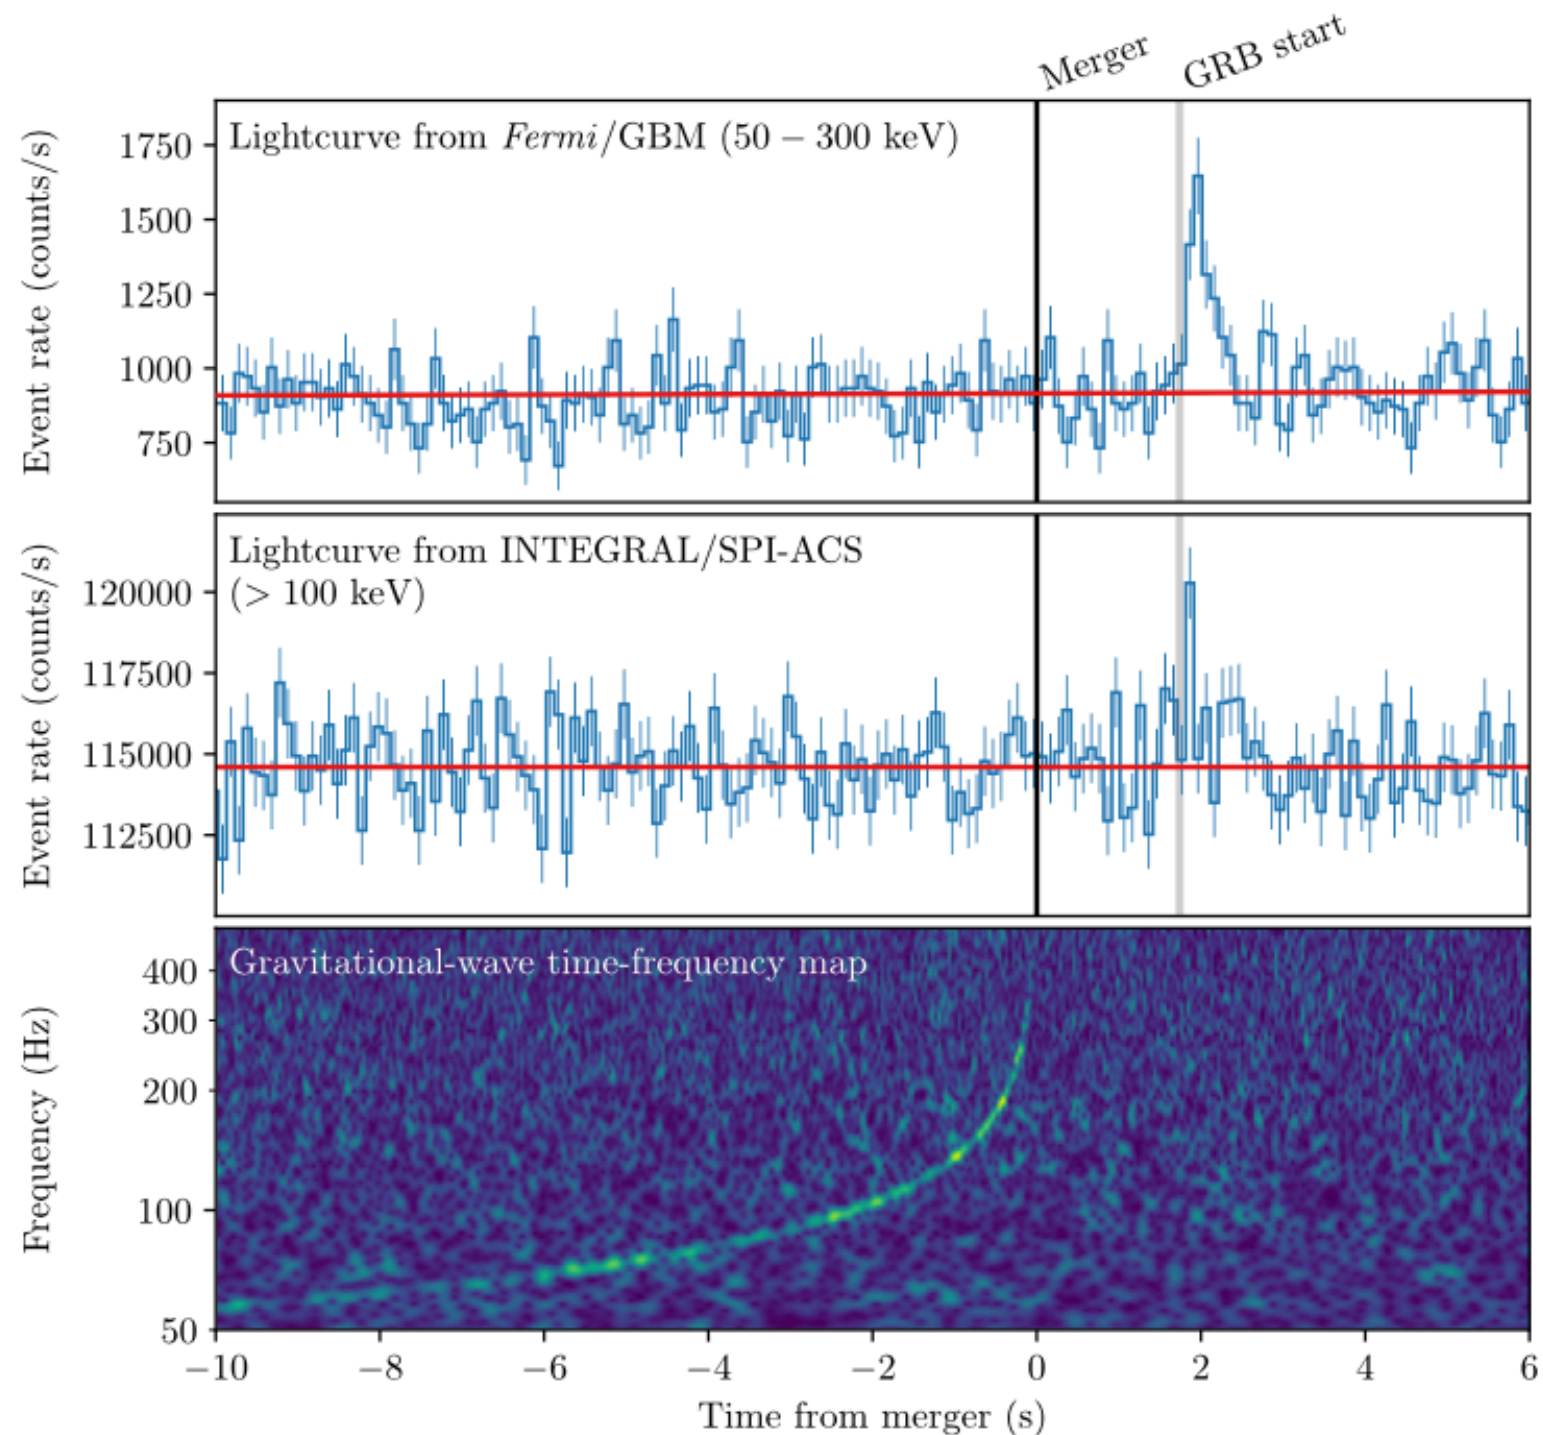 Merger
GRB start
Lightcurve from Fermi/GBM (50 – 300 keV)
Event rate (counts/s)
1750
1500
1250
1000
750
Lightcurve from INTEGRAL/SPI-ACS
(> 100 keV)
Event rate (counts/s)
120000
117500
115000
112500
Gravitational-wave time-frequency map
Frequency (Hz)
400
300
200
100
50
−10 −8 −6 −4 −2 0 2 4 6
Time from merger (s)